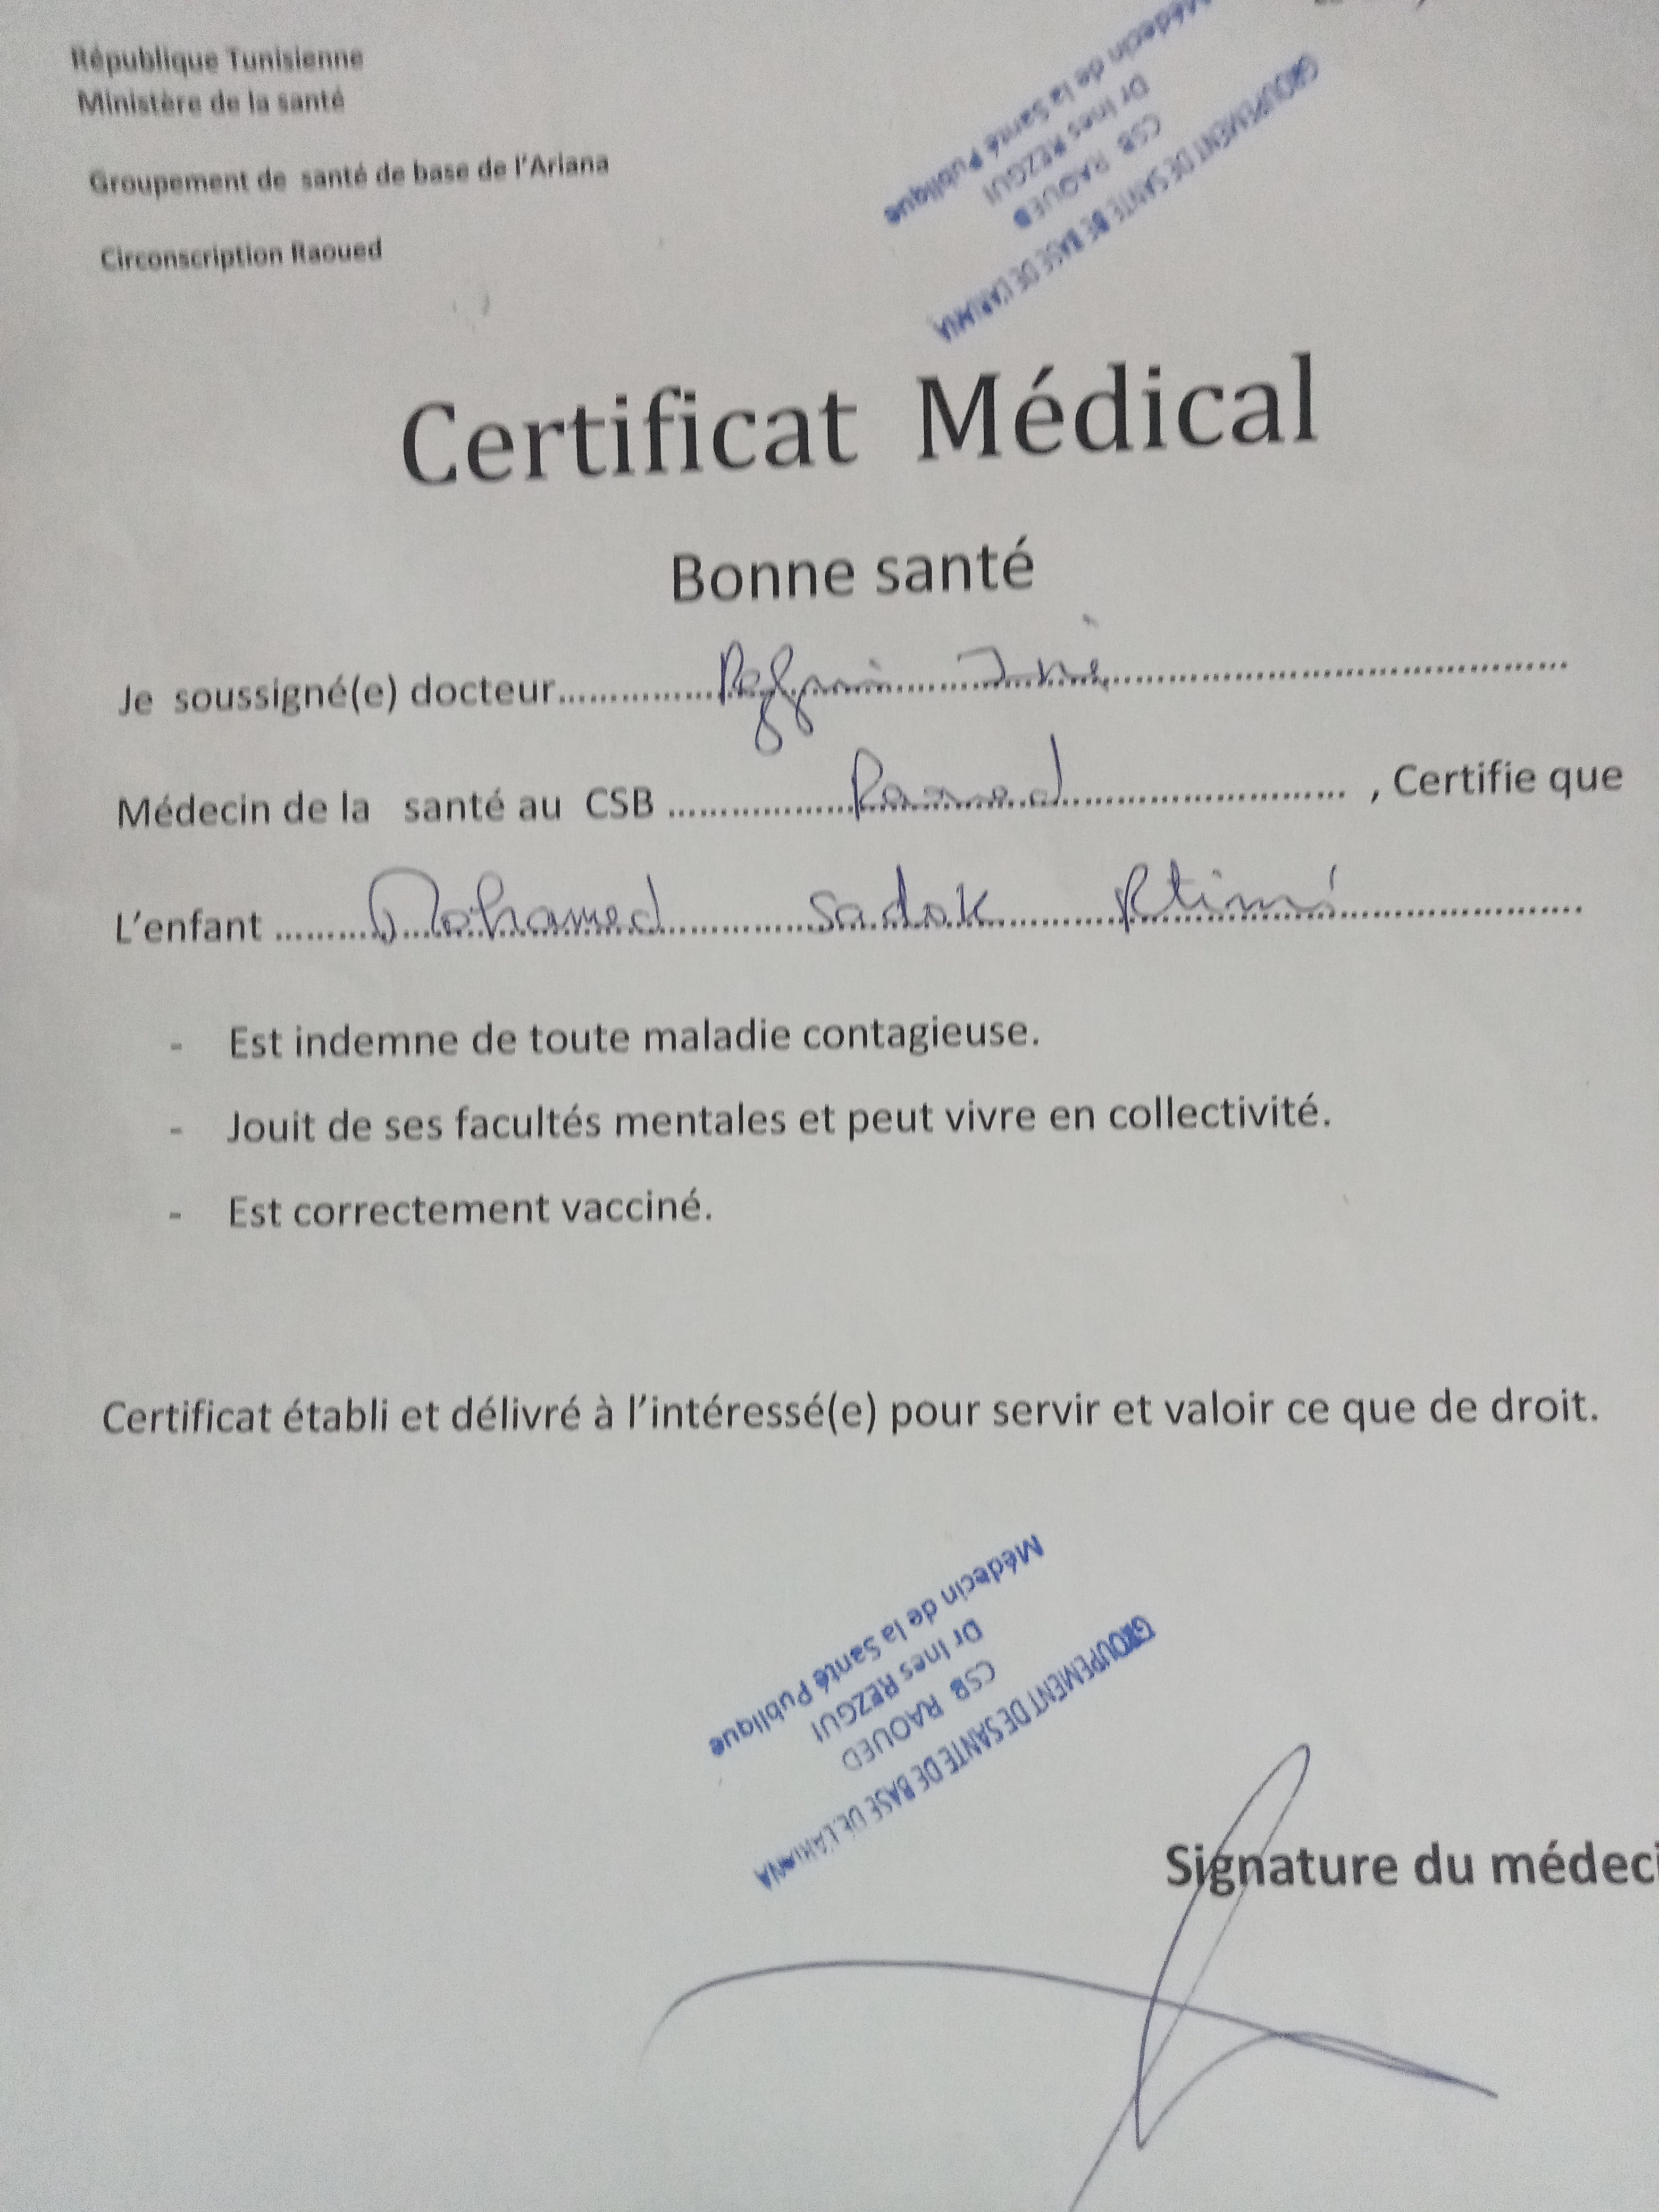 République Tunisienne
Ministère de la santé
Groupement de santé de base de l'Ariana
Circonscription Raoued
GROUPEMENT DE SANTE DE BASE DE L'ARIANA
CSB RAOUED
Dr Ines REZGUI
Médecin de la Santé Publique
Certificat Médical
Bonne santé
Je soussigné(e) docteur.............Rezgui Inès.............
Médecin de la santé au CSB .............Raoued............. , Certifie que
L'enfant .............Mohamed sadok Rtimi.............
- Est indemne de toute maladie contagieuse.
- Jouit de ses facultés mentales et peut vivre en collectivité.
- Est correctement vacciné.
Certificat établi et délivré à l'intéressé(e) pour servir et valoir ce que de droit.
GROUPEMENT DE SANTE DE BASE DE L'ARIANA
CSB RAOUED
Dr Ines REZGUI
Médecin de la Santé Publique
Signature du médeci